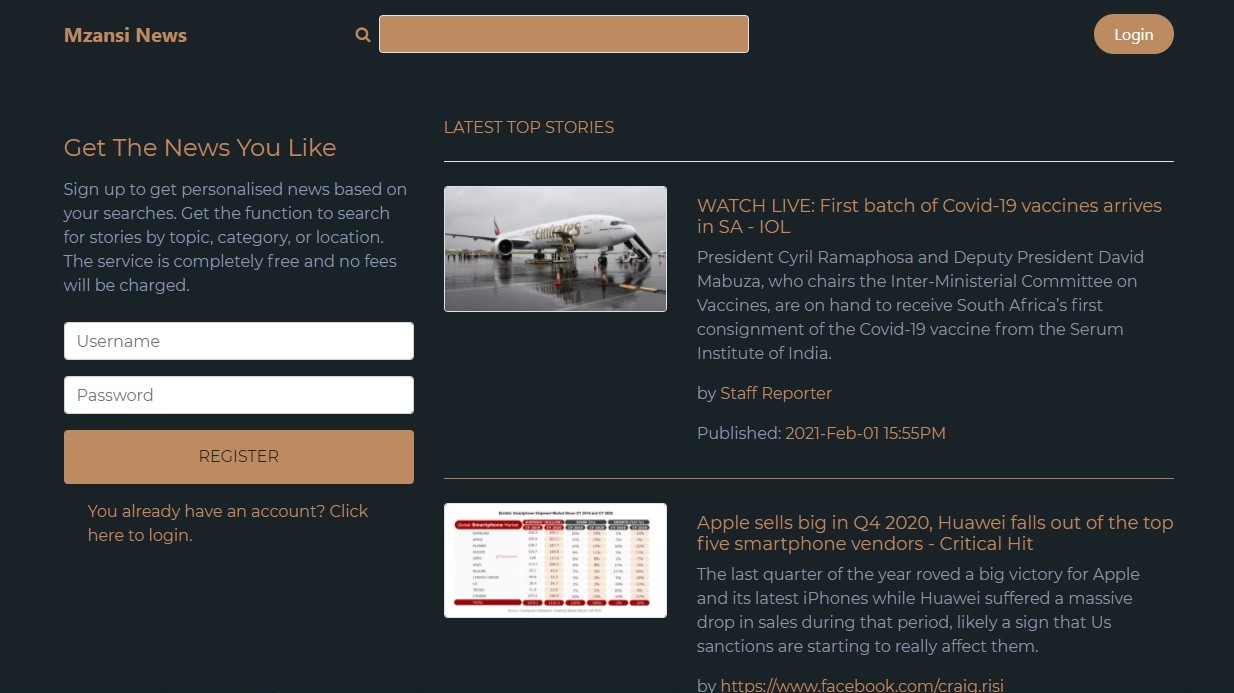 Mzansi News
Login
Get The News You Like
Sign up to get personalised news based on
your searches. Get the function to search
for stories by topic, category, or location.
The service is completely free and no fees
will be charged.
Username
Password
REGISTER
You already have an account? Click
here to login.
LATEST TOP STORIES
Emirates
WATCH LIVE: First batch of Covid-19 vaccines arrives
in SA - IOL
President Cyril Ramaphosa and Deputy President David
Mabuza, who chairs the Inter-Ministerial Committee on
Vaccines, are on hand to receive South Africa's first
consignment of the Covid-19 vaccine from the Serum
Institute of India.
by Staff Reporter
Published: 2021-Feb-01 15:55PM
Global Smartphone Market
Apple sells big in Q4 2020, Huawei falls out of the top
five smartphone vendors - Critical Hit
The last quarter of the year roved a big victory for Apple
and its latest iPhones while Huawei suffered a massive
drop in sales during that period, likely a sign that Us
sanctions are starting to really affect them.
by https://www.facebook.com/craig.risi